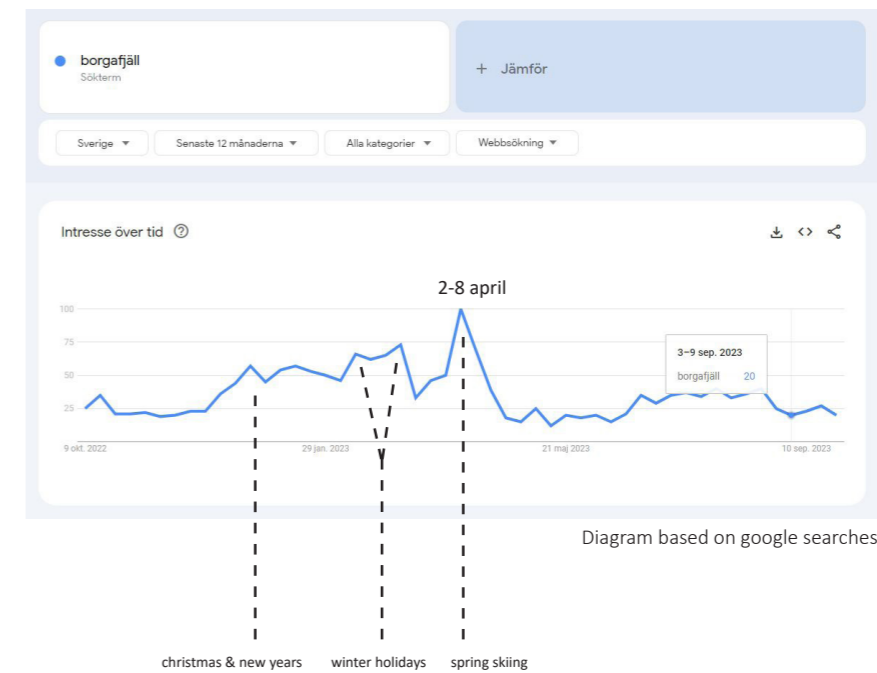 borgafjäll
Sökterm
+ Jämför
Sverige
Senaste 12 månaderna
Alla kategorier
Webbsökning
Intresse över tid
2-8 april
100
75
50
25
3–9 sep. 2023
borgafjäll 20
9 okt. 2022
29 jan. 2023
21 maj 2023
10 sep. 2023
Diagram based on google searches
christmas & new years
winter holidays
spring skiing